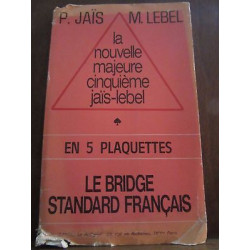 P. JAÏS M. LEBEL
la
nouvelle
majeure
cinquième
jaïs-lebel
EN 5 PLAQUETTES
LE BRIDGE
STANDARD FRANÇAIS